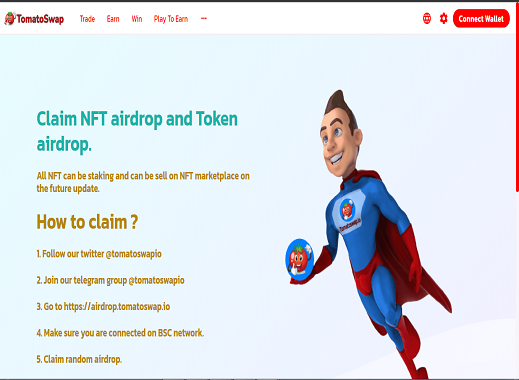 TomatoSwap Trade Earn Win Play To Earn ••• Connect Wallet
Claim NFT airdrop and Token
airdrop.
All NFT can be staking and can be sell on NFT marketplace on
the future update.
How to claim ?
1. Follow our twitter @tomatoswapio
2. Join our telegram group @tomatoswapio
3. Go to https://airdrop.tomatoswap.io
4. Make sure you are connected on BSC network.
5. Claim random airdrop.
Tomatoswap.io